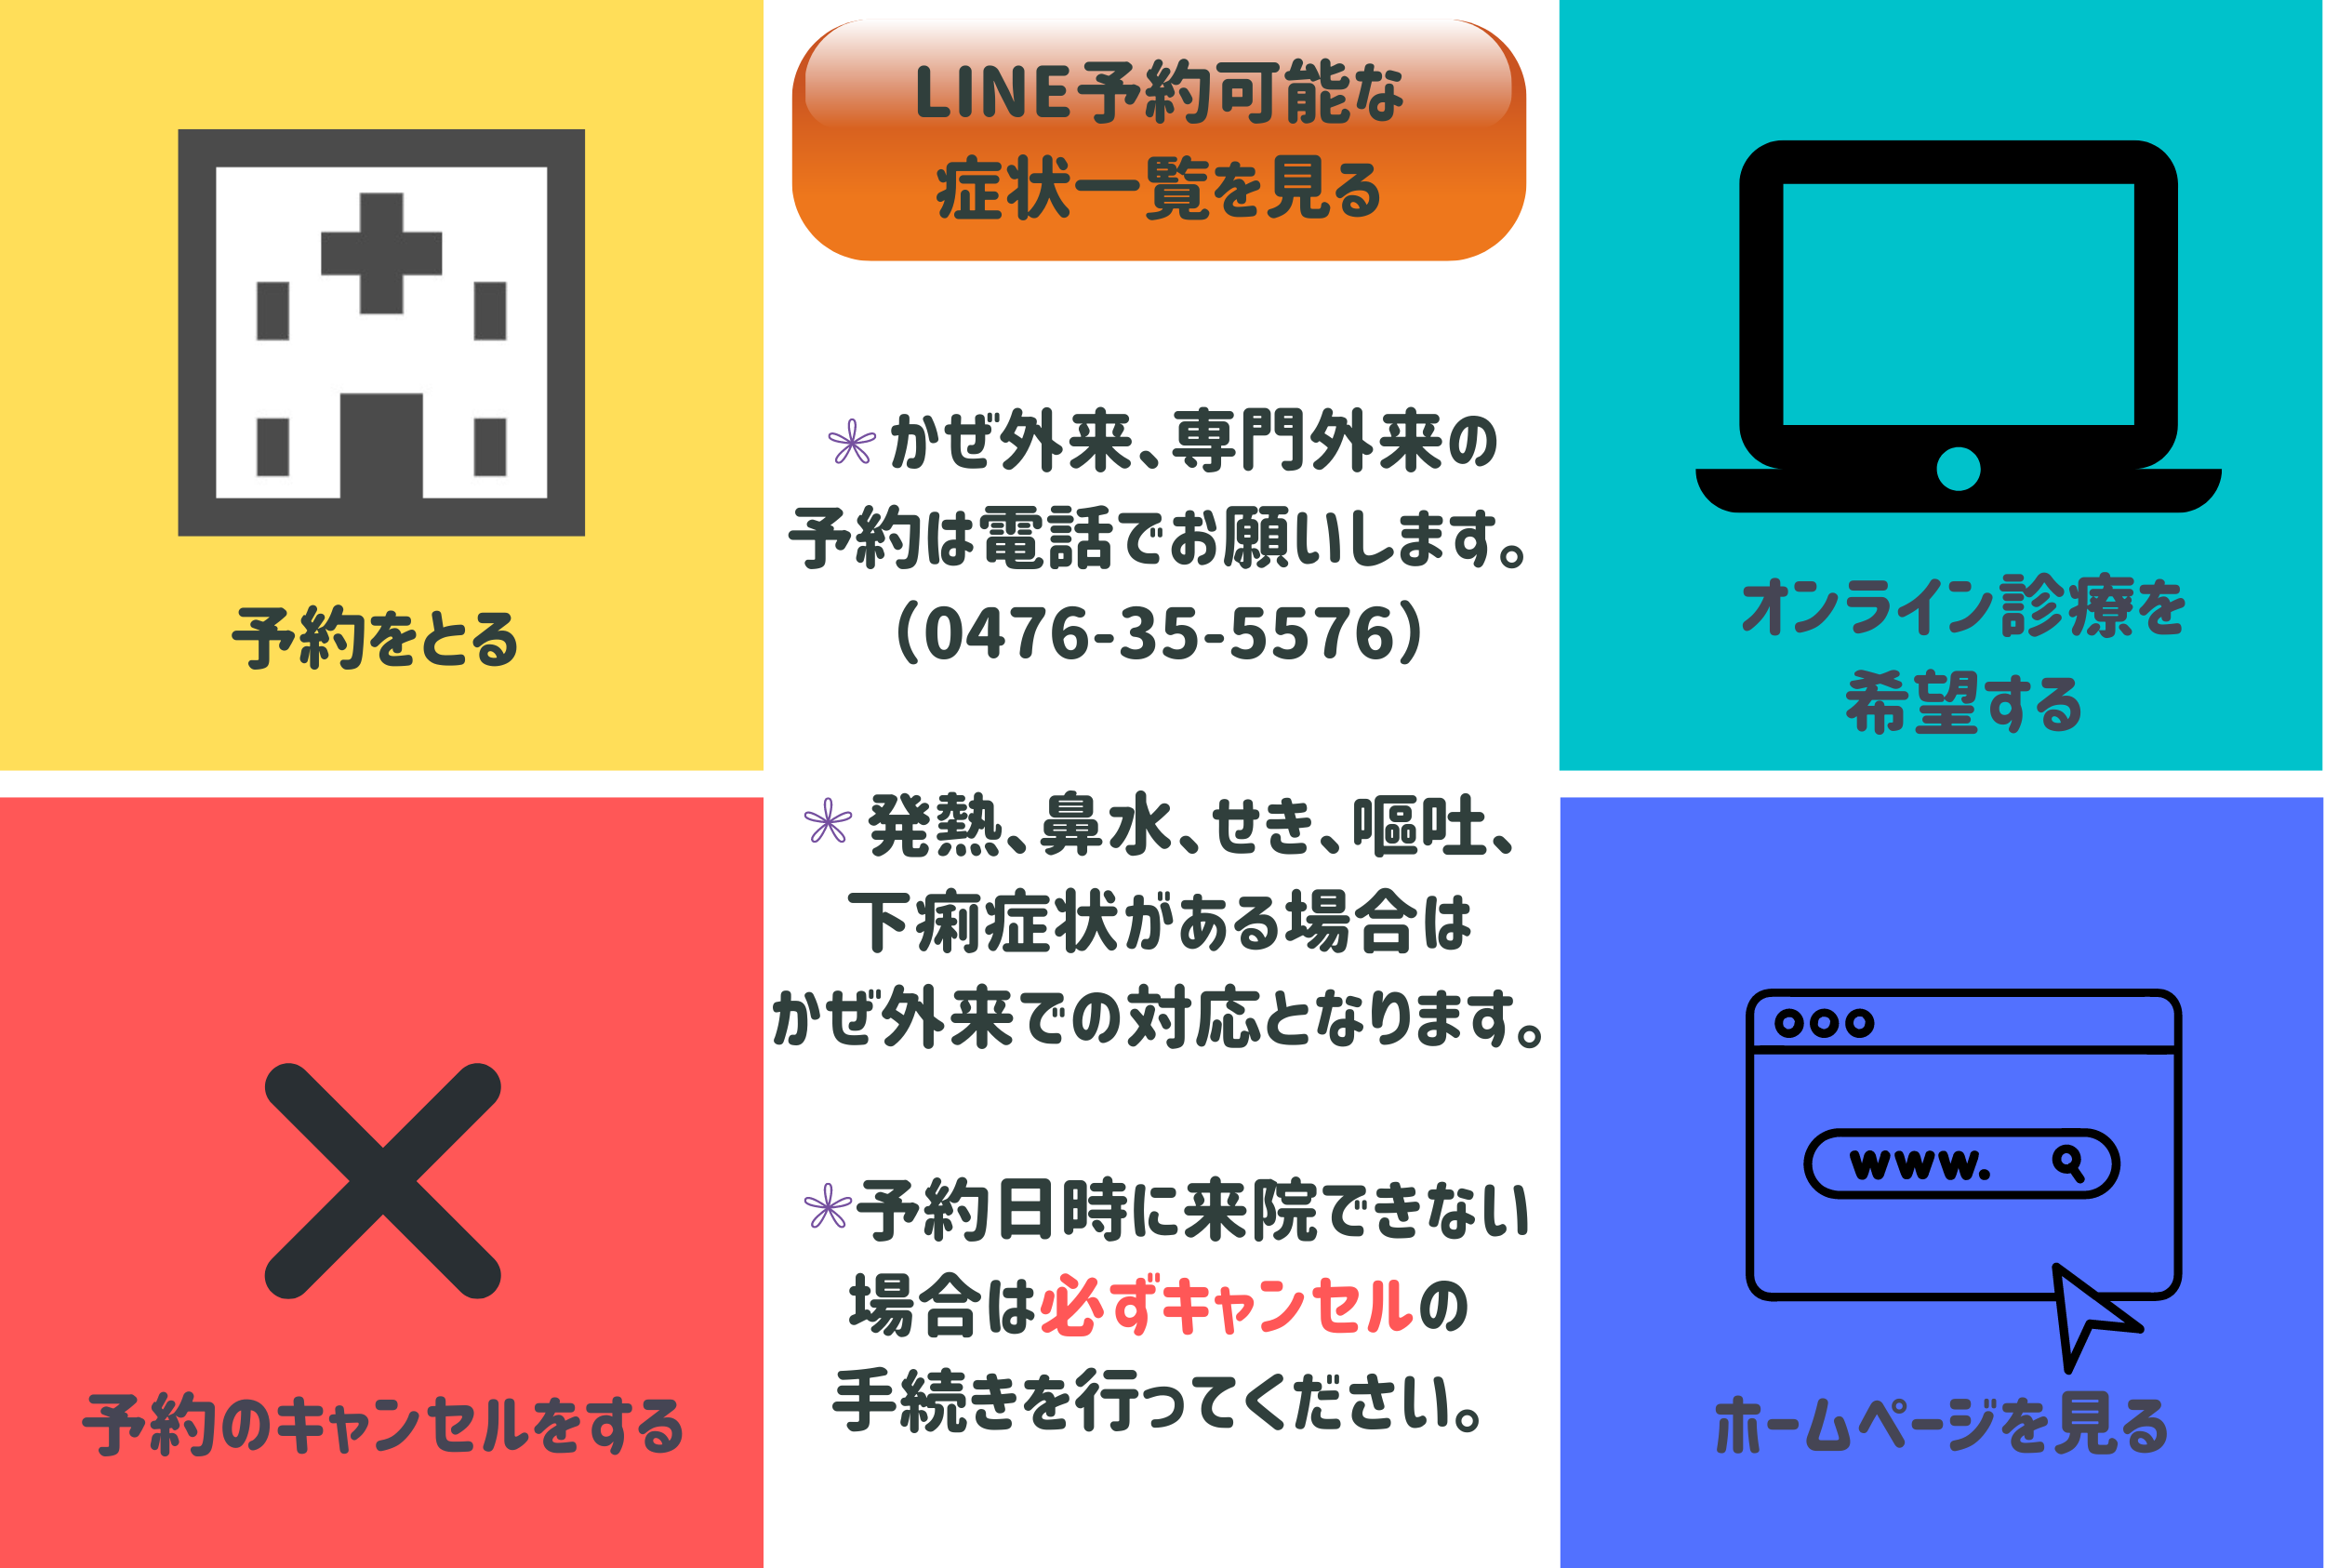 予約をとる
LINE予約可能な
症状一覧を見る
＊かぜ外来、専門外来の
予約は電話でお願いします。
(0476-35-5576)
＊発熱、鼻水、せき、嘔吐、
下痢症状がある場合は
かぜ外来での対応となります。
＊予約日時に来院できない
場合は必ずキャンセルの
手続きを行ってください。
オンライン診療を
希望する
予約のキャンセルをする
www.
ホームページを見る